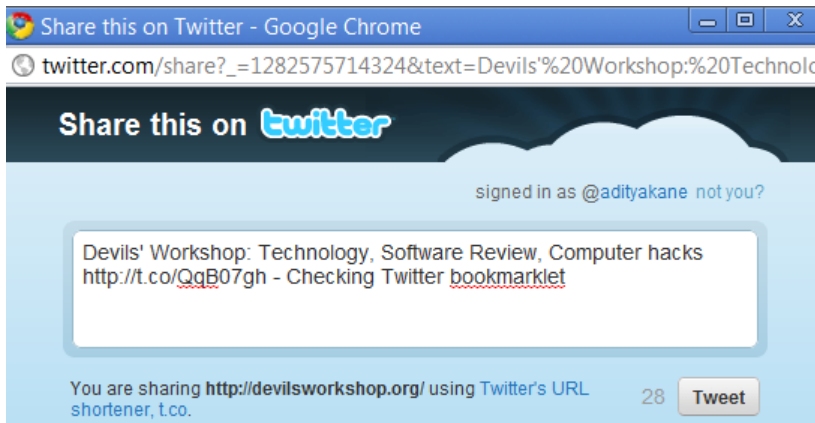 Share this on Twitter - Google Chrome
twitter.com/share?_=1282575714324&text=Devils'%20Workshop:%20Technolo
Share this on twitter
signed in as @adityakane not you?
Devils' Workshop: Technology, Software Review, Computer hacks
http://t.co/QqB07gh - Checking Twitter bookmarklet
You are sharing http://devilsworkshop.org/ using Twitter's URL
shortener, t.co.
28 Tweet